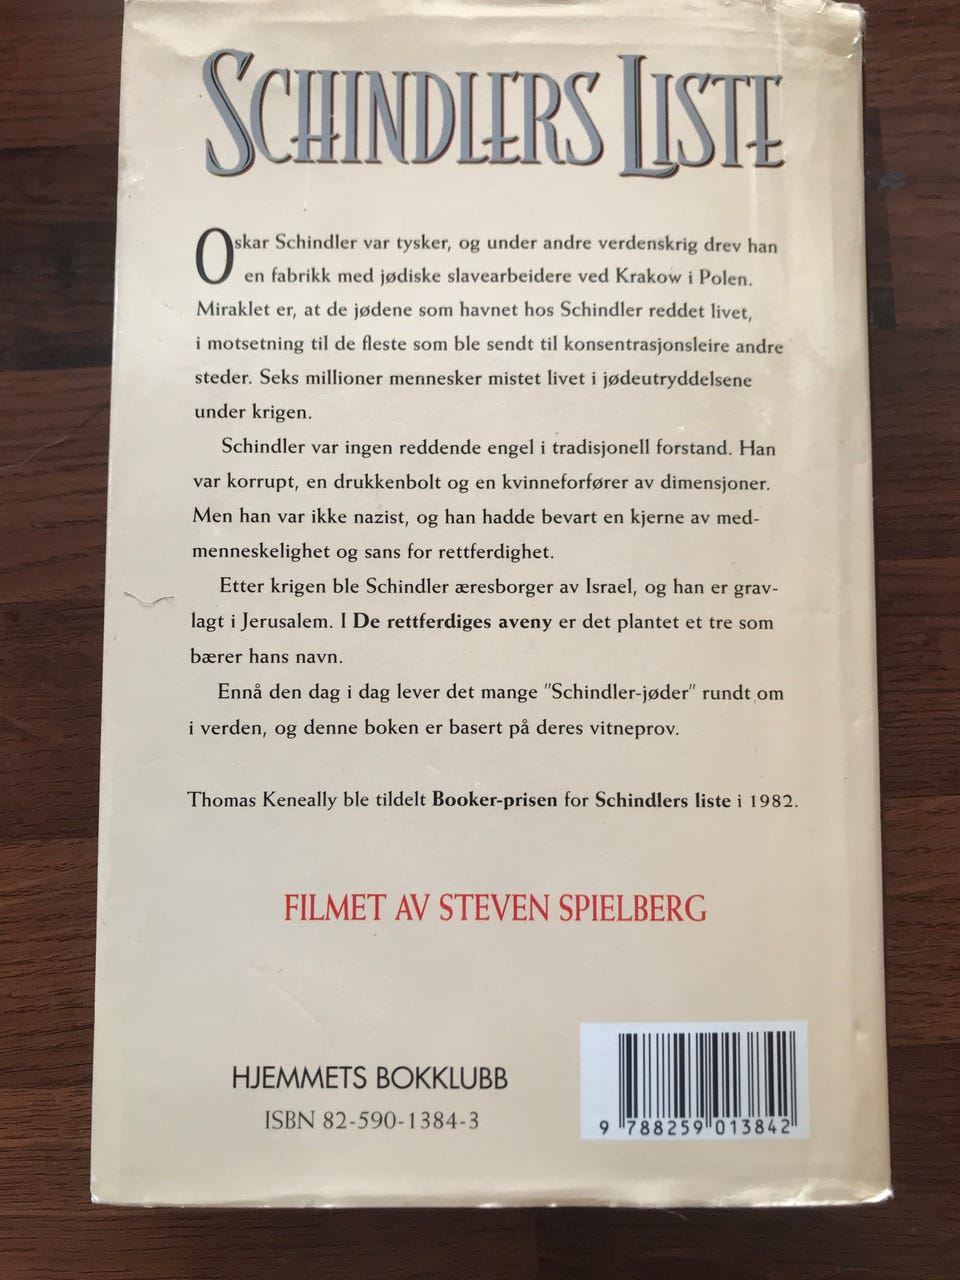 SCHINDLERS LISTE
Oskar Schindler var tysker, og under andre verdenskrig drev han
en fabrikk med jødiske slavearbeidere ved Krakow i Polen.
Miraklet er, at de jødene som havnet hos Schindler reddet livet,
i motsetning til de fleste som ble sendt til konsentrasjonsleire andre
steder. Seks millioner mennesker mistet livet i jødeutryddelsene
under krigen.
Schindler var ingen reddende engel i tradisjonell forstand. Han
var korrupt, en drukkenbolt og en kvinneforfører av dimensjoner.
Men han var ikke nazist, og han hadde bevart en kjerne av med-
menneskelighet og sans for rettferdighet.
Etter krigen ble Schindler æresborger av Israel, og han er grav-
lagt i Jerusalem. I De rettferdiges aveny er det plantet et tre som
bærer hans navn.
Ennå den dag i dag lever det mange "Schindler-jøder" rundt om
i verden, og denne boken er basert på deres vitneprov.
Thomas Keneally ble tildelt Booker-prisen for Schindlers liste i 1982.
FILMET AV STEVEN SPIELBERG
HJEMMETS BOKKLUBB
ISBN 82-590-1384-3
9 788259 013842